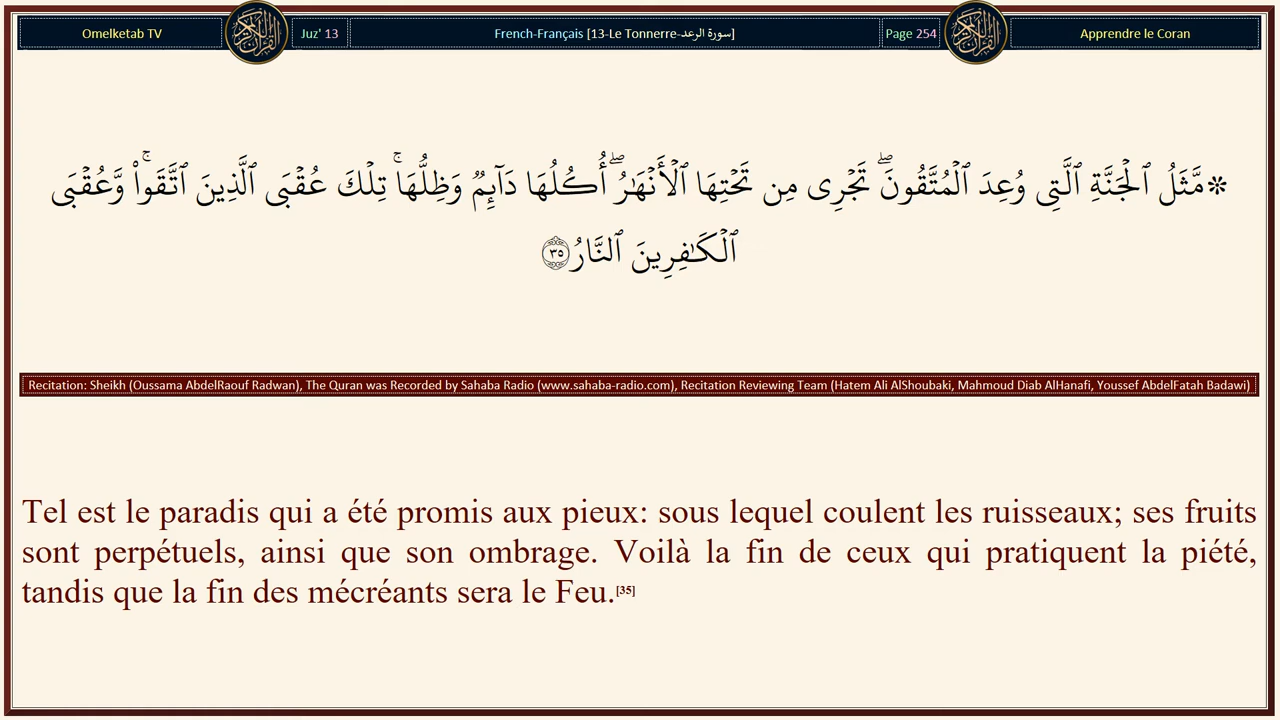 Omelketab TV
Juz' 13
French-Français [13-Le Tonnerre-سورة الرعد]
Page 254
Apprendre le Coran
۞مَّثَلُ ٱلْجَنَّةِ ٱلَّتِى وُعِدَ ٱلْمُتَّقُونَ ۖ تَجْرِى مِن تَحْتِهَا ٱلْأَنْهَٰرُ ۖ أُكُلُهَا دَآئِمٌ وَظِلُّهَا ۚ تِلْكَ عُقْبَى ٱلَّذِينَ ٱتَّقَوا۟ ۚ وَّعُقْبَى
ٱلْكَٰفِرِينَ ٱلنَّارُ ٣٥
Recitation: Sheikh (Oussama AbdelRaouf Radwan), The Quran was Recorded by Sahaba Radio (www.sahaba-radio.com), Recitation Reviewing Team (Hatem Ali AlShoubaki, Mahmoud Diab AlHanafi, Youssef AbdelFatah Badawi)
Tel est le paradis qui a été promis aux pieux: sous lequel coulent les ruisseaux; ses fruits
sont perpétuels, ainsi que son ombrage. Voilà la fin de ceux qui pratiquent la piété,
tandis que la fin des mécréants sera le Feu.[35]